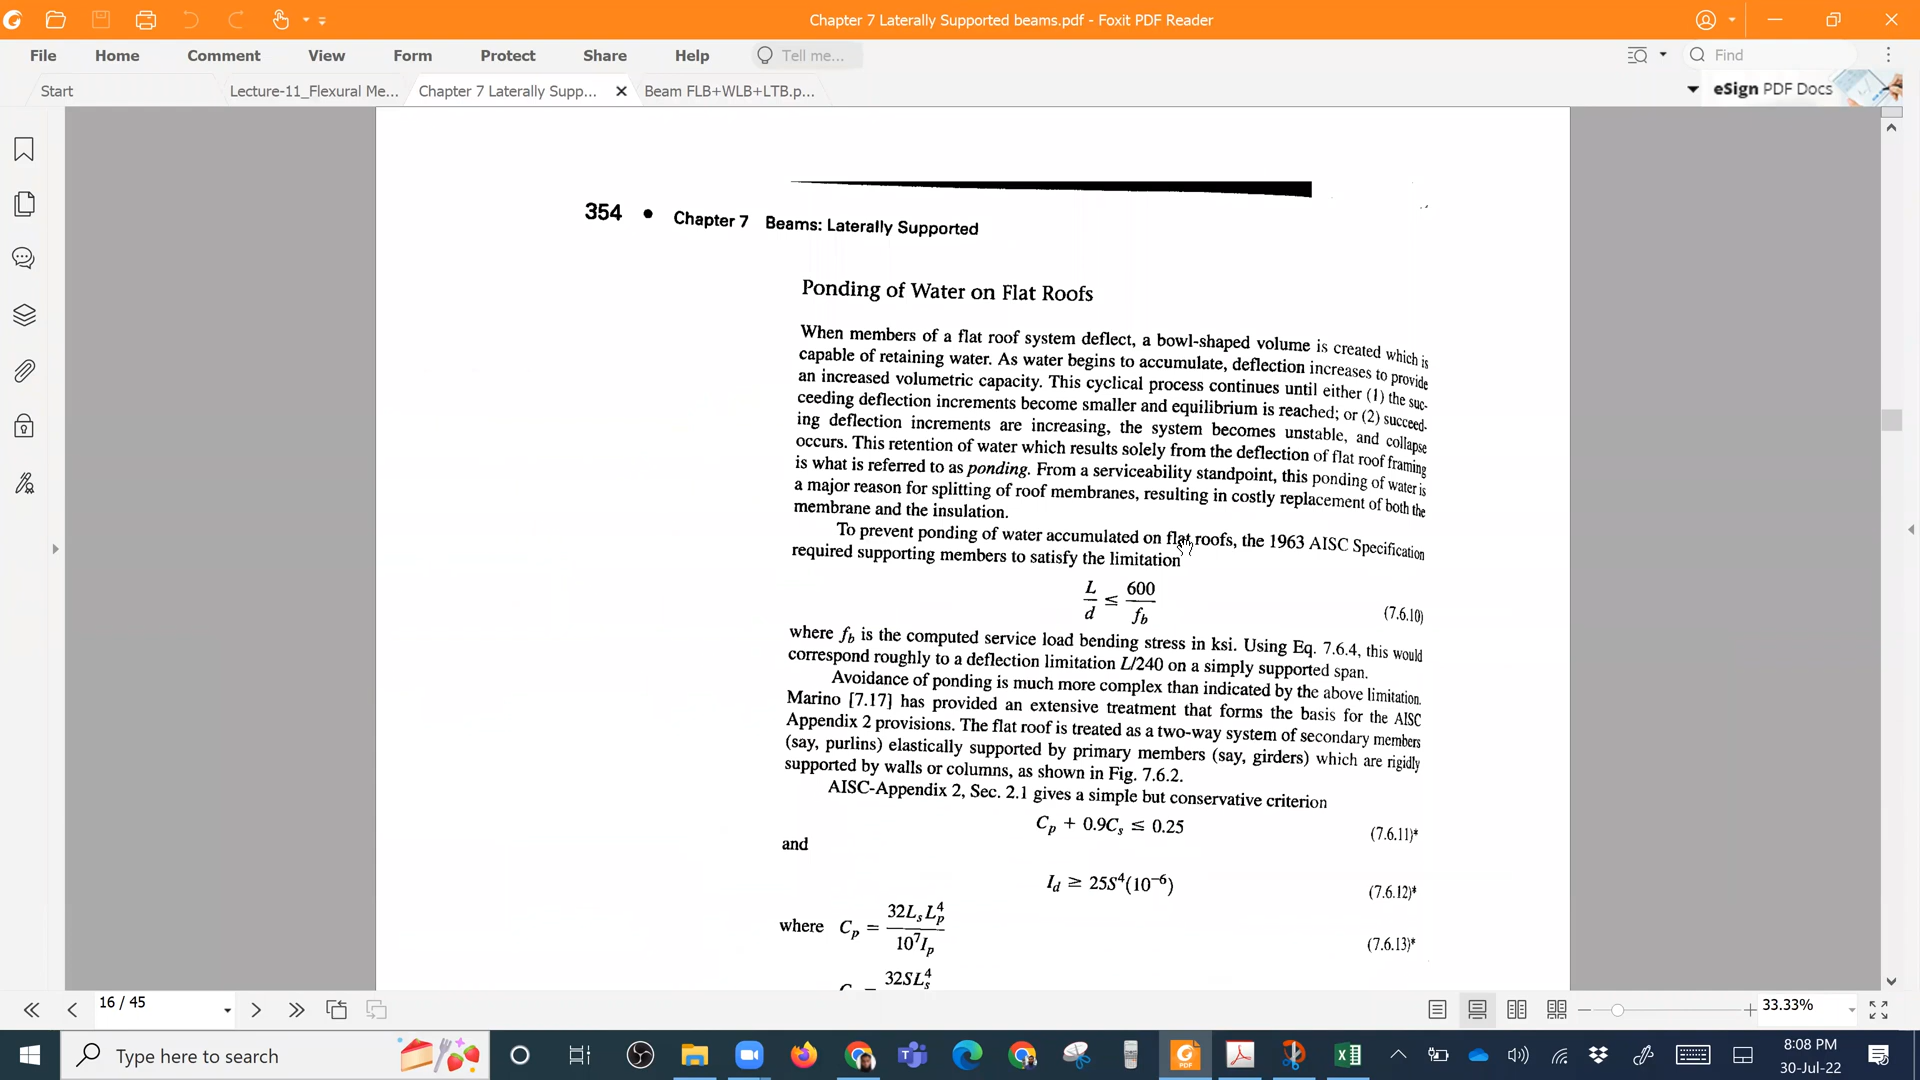 Chapter 7 Laterally Supported beams.pdf - Foxit PDF Reader
File Home Comment View Form Protect Share Help Tell me... Find
Start Lecture-11_Flexural Me... Chapter 7 Laterally Supp... Beam FLB+WLB+LTB.p... eSign PDF Docs
354 • Chapter 7 Beams: Laterally Supported
Ponding of Water on Flat Roofs
When members of a flat roof system deflect, a bowl-shaped volume is created which is
capable of retaining water. As water begins to accumulate, deflection increases to provide
an increased volumetric capacity. This cyclical process continues until either (1) the suc-
ceeding deflection increments become smaller and equilibrium is reached; or (2) succeed-
ing deflection increments are increasing, the system becomes unstable, and collapse
occurs. This retention of water which results solely from the deflection of flat roof framing
is what is referred to as ponding. From a serviceability standpoint, this ponding of water is
a major reason for splitting of roof membranes, resulting in costly replacement of both the
membrane and the insulation.
To prevent ponding of water accumulated on flat roofs, the 1963 AISC Specification
required supporting members to satisfy the limitation
L/d ≤ 600/f_b (7.6.10)
where f_b is the computed service load bending stress in ksi. Using Eq. 7.6.4, this would
correspond roughly to a deflection limitation L/240 on a simply supported span.
Avoidance of ponding is much more complex than indicated by the above limitation.
Marino [7.17] has provided an extensive treatment that forms the basis for the AISC
Appendix 2 provisions. The flat roof is treated as a two-way system of secondary members
(say, purlins) elastically supported by primary members (say, girders) which are rigidly
supported by walls or columns, as shown in Fig. 7.6.2.
AISC-Appendix 2, Sec. 2.1 gives a simple but conservative criterion
C_p + 0.9C_s ≤ 0.25 (7.6.11)*
and
I_d ≥ 25S^4(10^-6) (7.6.12)*
where C_p = 32L_s L_p^4 / 10^7 I_p (7.6.13)*
32SL_s^4
16 / 45 33.33%
Type here to search
8:08 PM
30-Jul-22